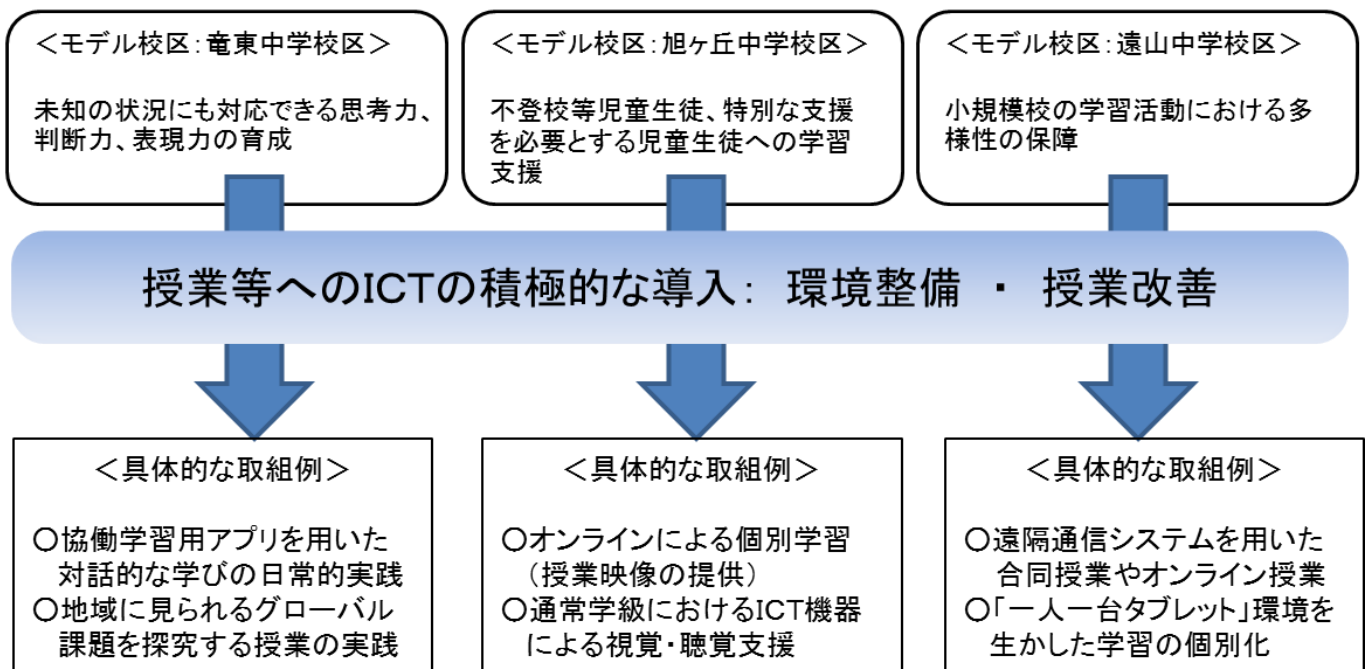 ＜モデル校区：竜東中学校区＞
未知の状況にも対応できる思考力、
判断力、表現力の育成
＜モデル校区：旭ヶ丘中学校区＞
不登校等児童生徒、特別な支援
を必要とする児童生徒への学習
支援
＜モデル校区：遠山中学校区＞
小規模校の学習活動における多
様性の保障
授業等へのICTの積極的な導入：　環境整備　・　授業改善
＜具体的な取組例＞
○協働学習用アプリを用いた
対話的な学びの日常的実践
○地域に見られるグローバル
課題を探究する授業の実践
＜具体的な取組例＞
○オンラインによる個別学習
（授業映像の提供）
○通常学級におけるICT機器
による視覚・聴覚支援
＜具体的な取組例＞
○遠隔通信システムを用いた
合同授業やオンライン授業
○「一人一台タブレット」環境を
生かした学習の個別化